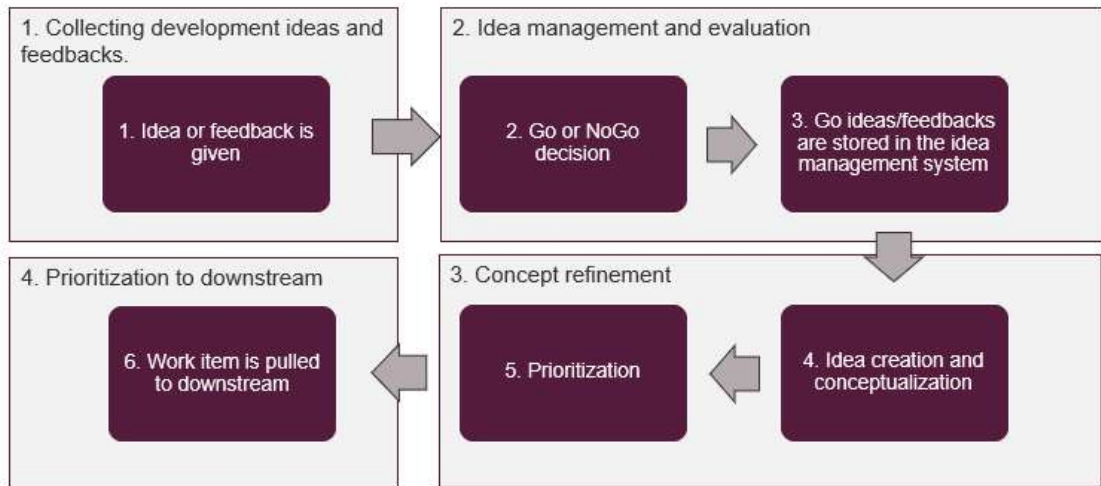 1. Collecting development ideas and
feedbacks.
1. Idea or feedback is
given
2. Idea management and evaluation
2. Go or NoGo
decision
3. Go ideas/feedbacks
are stored in the idea
management system
3. Concept refinement
4. Idea creation and
conceptualization
5. Prioritization
4. Prioritization to downstream
6. Work item is pulled
to downstream